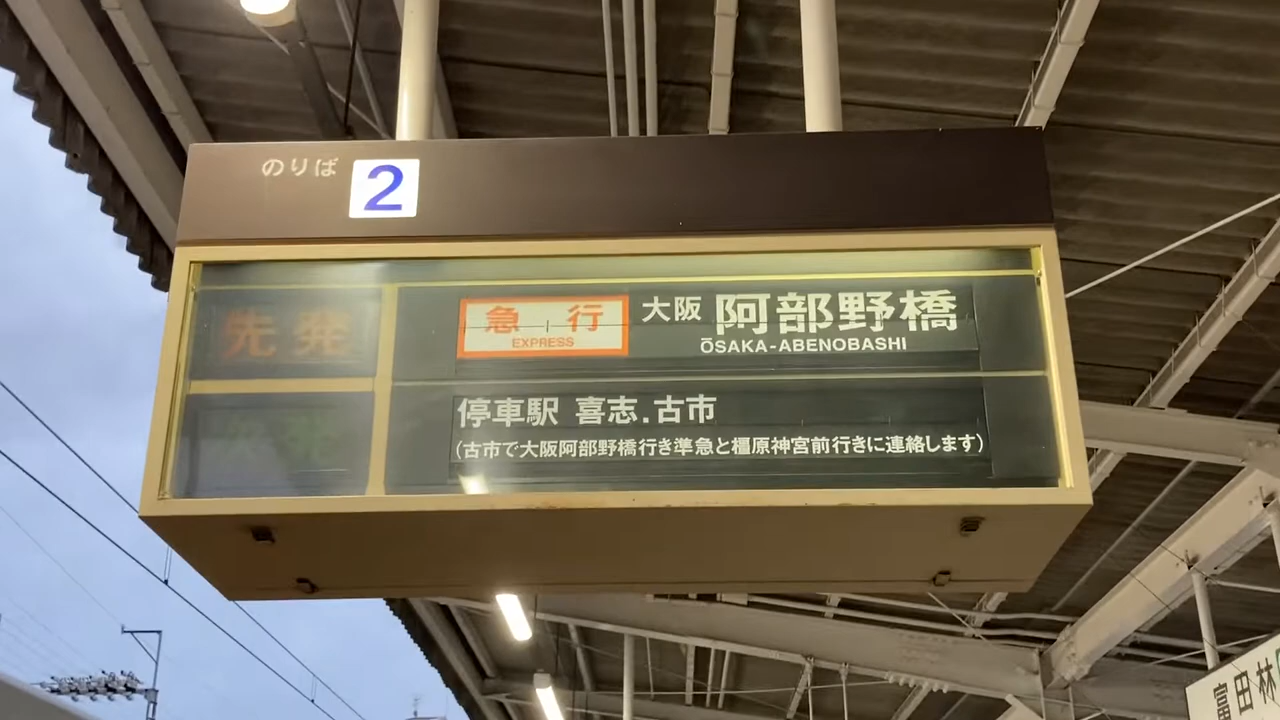 のりば 2
先発
急行 大阪 阿部野橋
EXPRESS ŌSAKA-ABENOBASHI
停車駅 喜志.古市
(古市で大阪阿部野橋行き準急と橿原神宮前行きに連絡します)
富田林